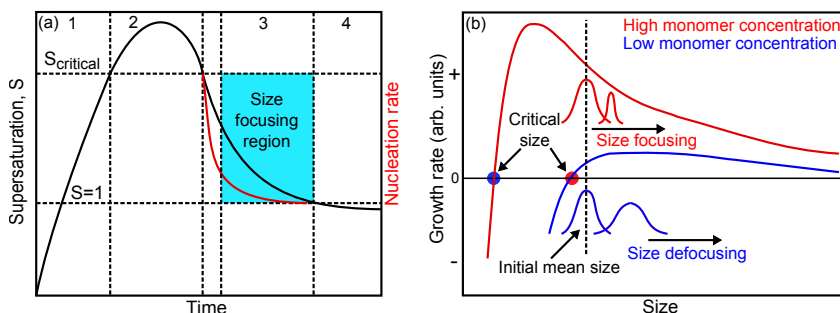 (a)
1
2
3
4
Scritical
Size
focusing
region
S=1
Supersaturation, S
Nucleation rate
Time
(b)
High monomer concentration
Low monomer concentration
+
Critical
size
Size focusing
0
Growth rate (arb. units)
Initial mean size
Size defocusing
-
Size